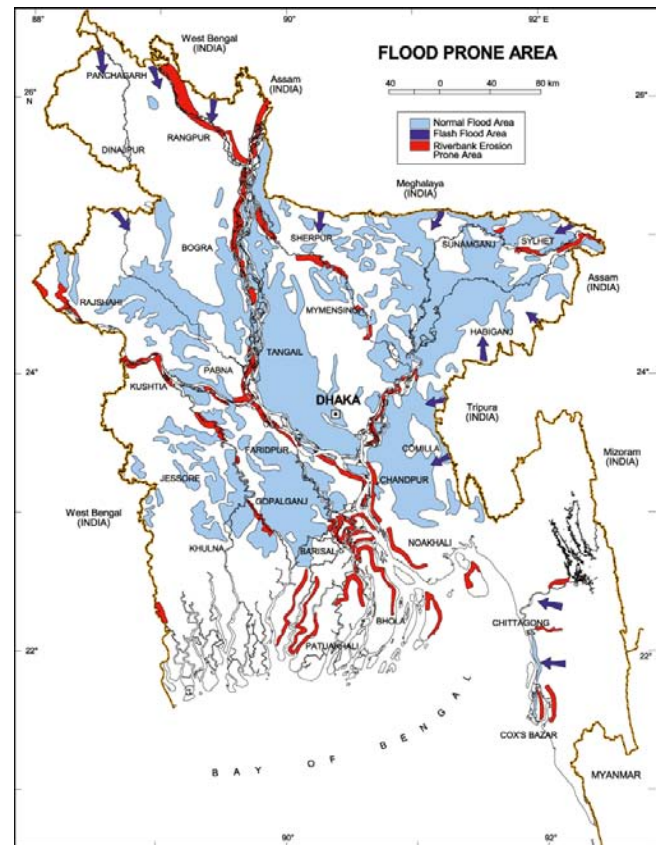 88
90
92 E
West Bengal
(INDIA)
FLOOD PRONE AREA
PANCHAGARH
Assam
(INDIA)
40 0 40 80 km
26°
N
26°
Normal Flood Area
Flash Flood Area
Riverbank Erosion
Prone Area
RANGPUR
DINAJPUR
Meghalaya
(INDIA)
SHERPUR
SUNAMGANJ
SYLHET
BOGRA
Assam
(INDIA)
RAJSHAHI
MYMENSING
HABIGANJ
TANGAIL
PABNA
24°
24°
KUSHTIA
DHAKA
Tripura
(INDIA)
Mizoram
(INDIA)
FARIDPUR
COMILLA
JESSORE
CHANDPUR
GOPALGANJ
West Bengal
(INDIA)
KHULNA
BARISAL
NOAKHALI
BHOLA
CHITTAGONG
PATUAKHALI
22°
22°
COX'S BAZAR
BAY OF BENGAL
MYANMAR
90
92